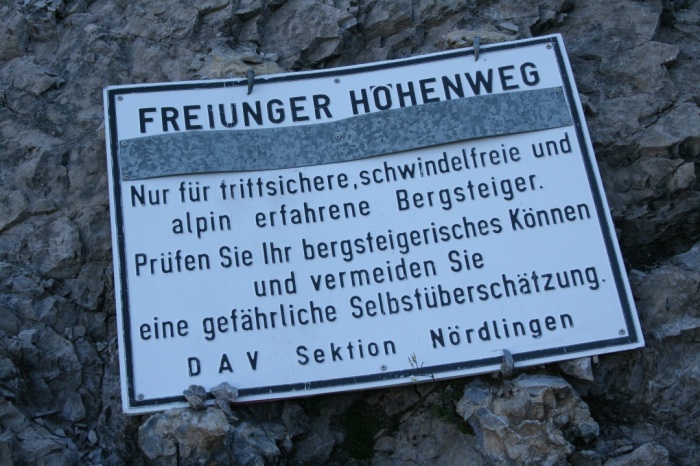 FREIUNGER HÖHENWEG
Nur für trittsichere, schwindelfreie und
alpin erfahrene Bergsteiger.
Prüfen Sie Ihr bergsteigerisches Können
und vermeiden Sie
eine gefährliche Selbstüberschätzung.
DAV Sektion Nördlingen